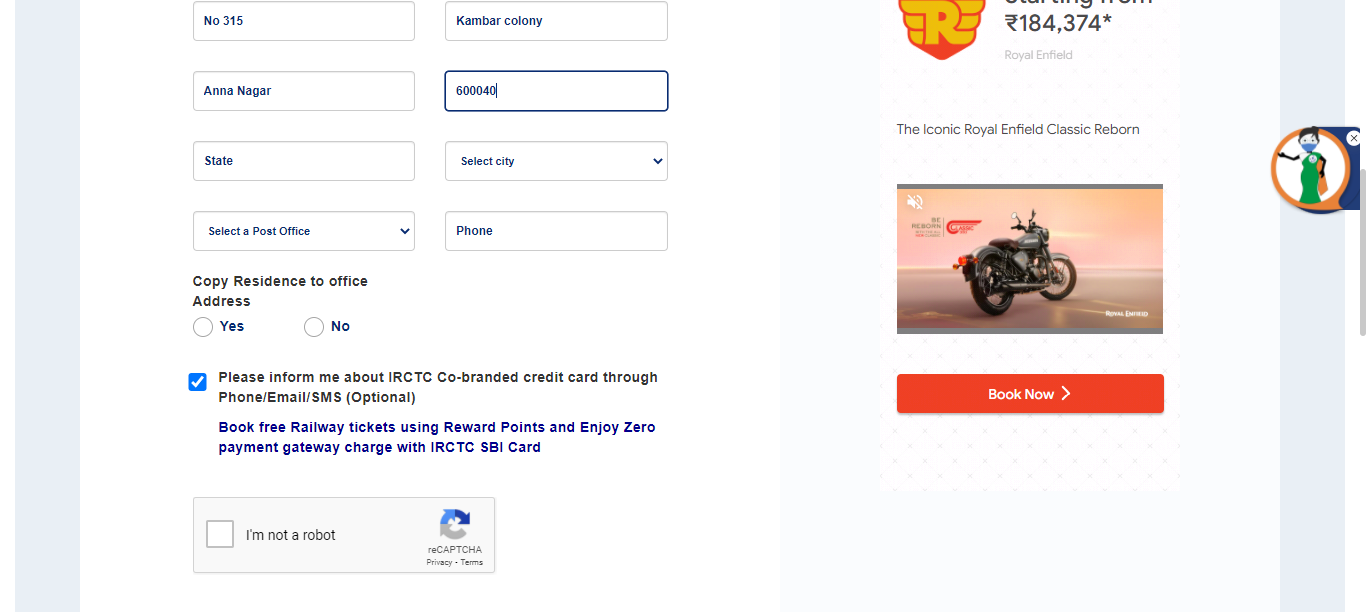 No 315
Kambar colony
Anna Nagar
600040
State
Select city
Select a Post Office
Phone
Copy Residence to office
Address
Yes
No
Please inform me about IRCTC Co-branded credit card through
Phone/Email/SMS (Optional)
Book free Railway tickets using Reward Points and Enjoy Zero
payment gateway charge with IRCTC SBI Card
I'm not a robot
reCAPTCHA
Privacy - Terms
R
Starting from
₹184,374*
Royal Enfield
The Iconic Royal Enfield Classic Reborn
BE
REBORN
CLASSIC
ROYAL ENFIELD
Book Now